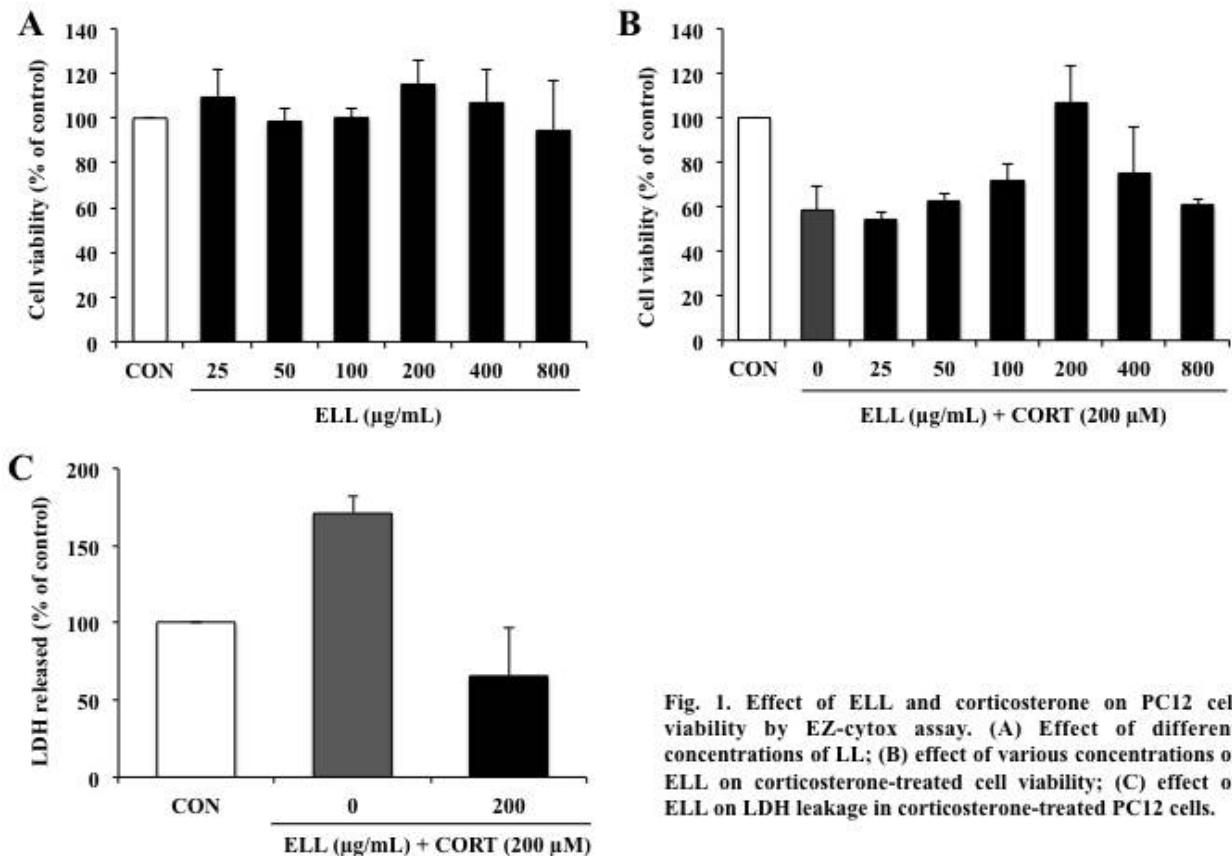 A
Cell viability (% of control)
140
120
100
80
60
40
20
0
CON 25 50 100 200 400 800
ELL (µg/mL)
B
Cell viability (% of control)
140
120
100
80
60
40
20
0
CON 0 25 50 100 200 400 800
ELL (µg/mL) + CORT (200 µM)
C
LDH released (% of control)
200
150
100
50
0
CON 0 200
ELL (µg/mL) + CORT (200 µM)
Fig. 1. Effect of ELL and corticosterone on PC12 cel
viability by EZ-cytox assay. (A) Effect of differen
concentrations of LL; (B) effect of various concentrations o
ELL on corticosterone-treated cell viability; (C) effect o
ELL on LDH leakage in corticosterone-treated PC12 cells.